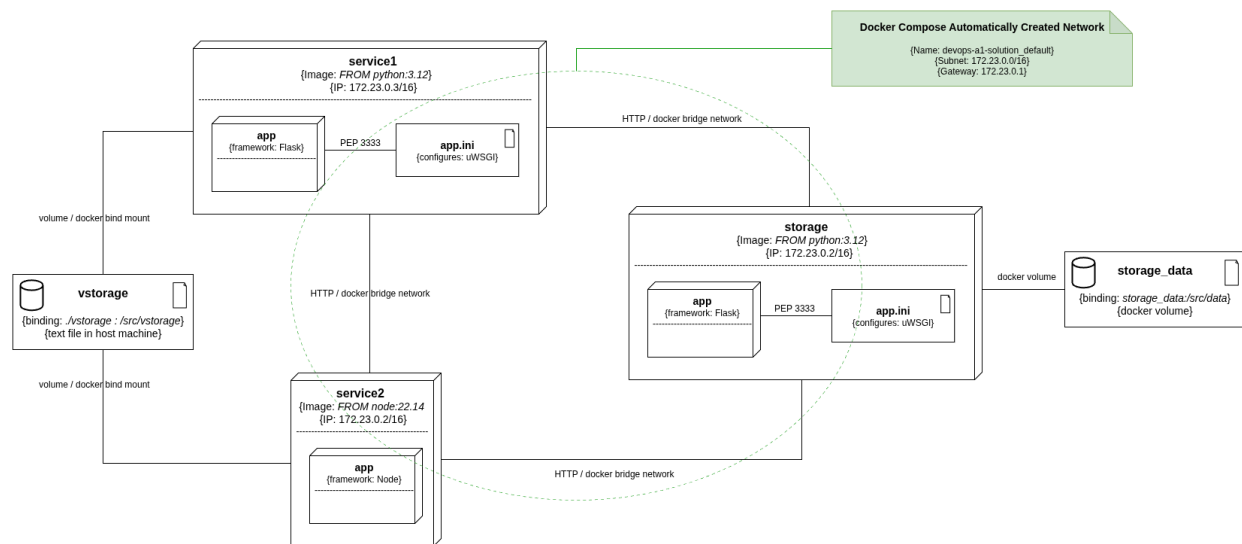 Docker Compose Automatically Created Network
{Name: devops-a1-solution_default}
{Subnet: 172.23.0.0/16}
{Gateway: 172.23.0.1}
service1
{Image: FROM python:3.12}
{IP: 172.23.0.3/16}
app
{framework: Flask}
PEP 3333
app.ini
{configures: uWSGI}
HTTP / docker bridge network
volume / docker bind mount
HTTP / docker bridge network
storage
{Image: FROM python:3.12}
{IP: 172.23.0.2/16}
app
{framework: Flask}
PEP 3333
app.ini
{configures: uWSGI}
docker volume
storage_data
{binding: storage_data:/src/data}
{docker volume}
vstorage
{binding: ./vstorage : /src/vstorage}
{text file in host machine}
volume / docker bind mount
service2
{Image: FROM node:22.14
{IP: 172.23.0.2/16}
app
{framework: Node}
HTTP / docker bridge network